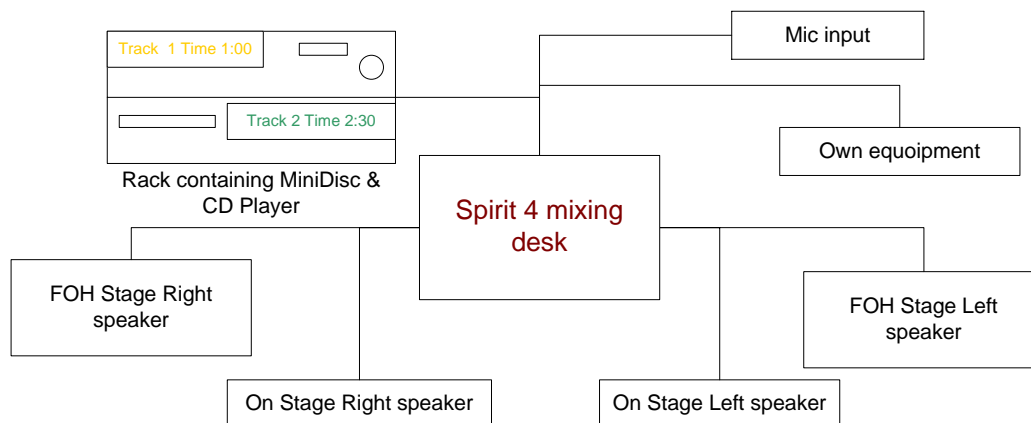 Track 1 Time 1:00
Mic input
Track 2 Time 2:30
Own equoipment
Rack containing MiniDisc &
CD Player
Spirit 4 mixing
desk
FOH Stage Right
speaker
FOH Stage Left
speaker
On Stage Right speaker
On Stage Left speaker